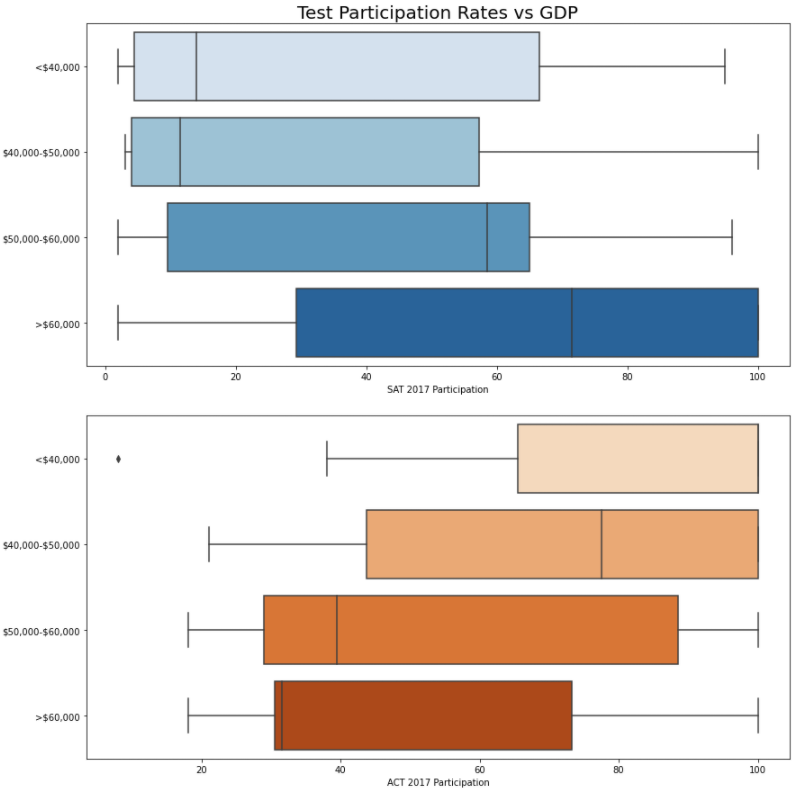 Test Participation Rates vs GDP
<$40,000
$40,000-$50,000
$50,000-$60,000
>$60,000
0 20 40 60 80 100
SAT 2017 Participation
<$40,000
$40,000-$50,000
$50,000-$60,000
>$60,000
20 40 60 80 100
ACT 2017 Participation